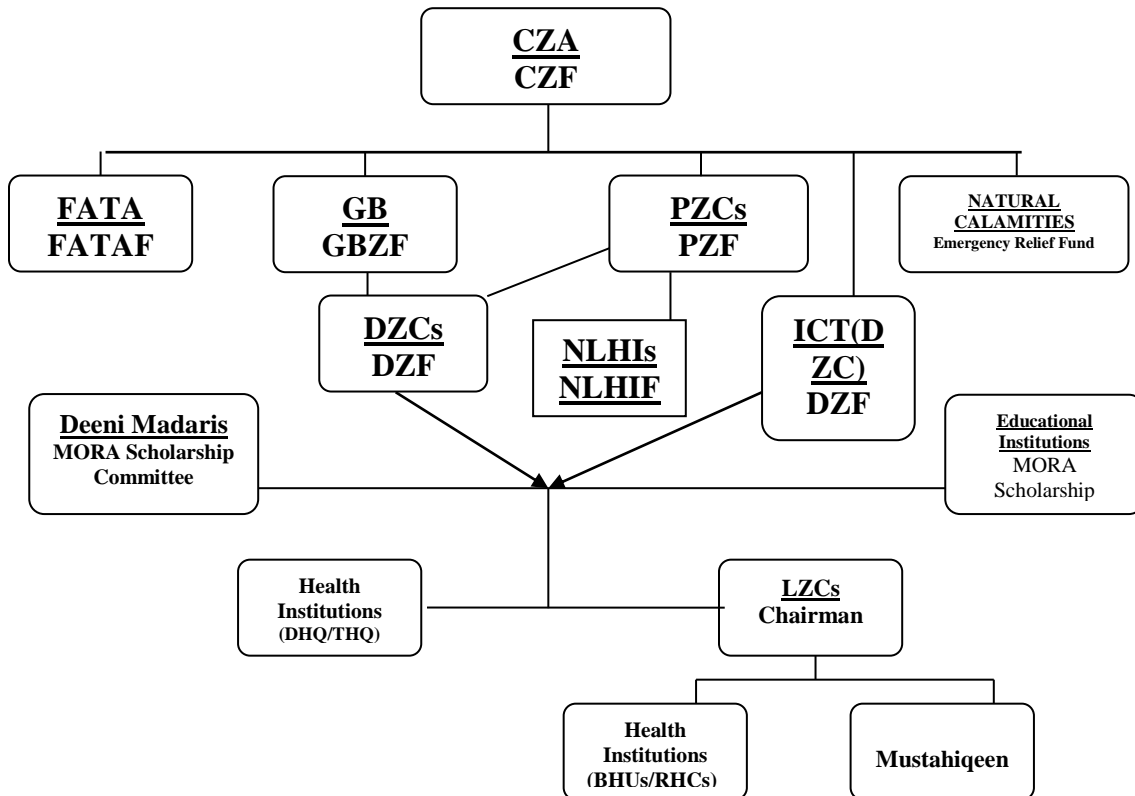 CZA
CZF
FATA
FATAF
GB
GBZF
PZCs
PZF
NATURAL
CALAMITIES
Emergency Relief Fund
DZCs
DZF
NLHIs
NLHIF
ICT(D
ZC)
DZF
Deeni Madaris
MORA Scholarship
Committee
Educational
Institutions
MORA
Scholarship
Health
Institutions
(DHQ/THQ)
LZCs
Chairman
Health
Institutions
(BHUs/RHCs)
Mustahiqeen